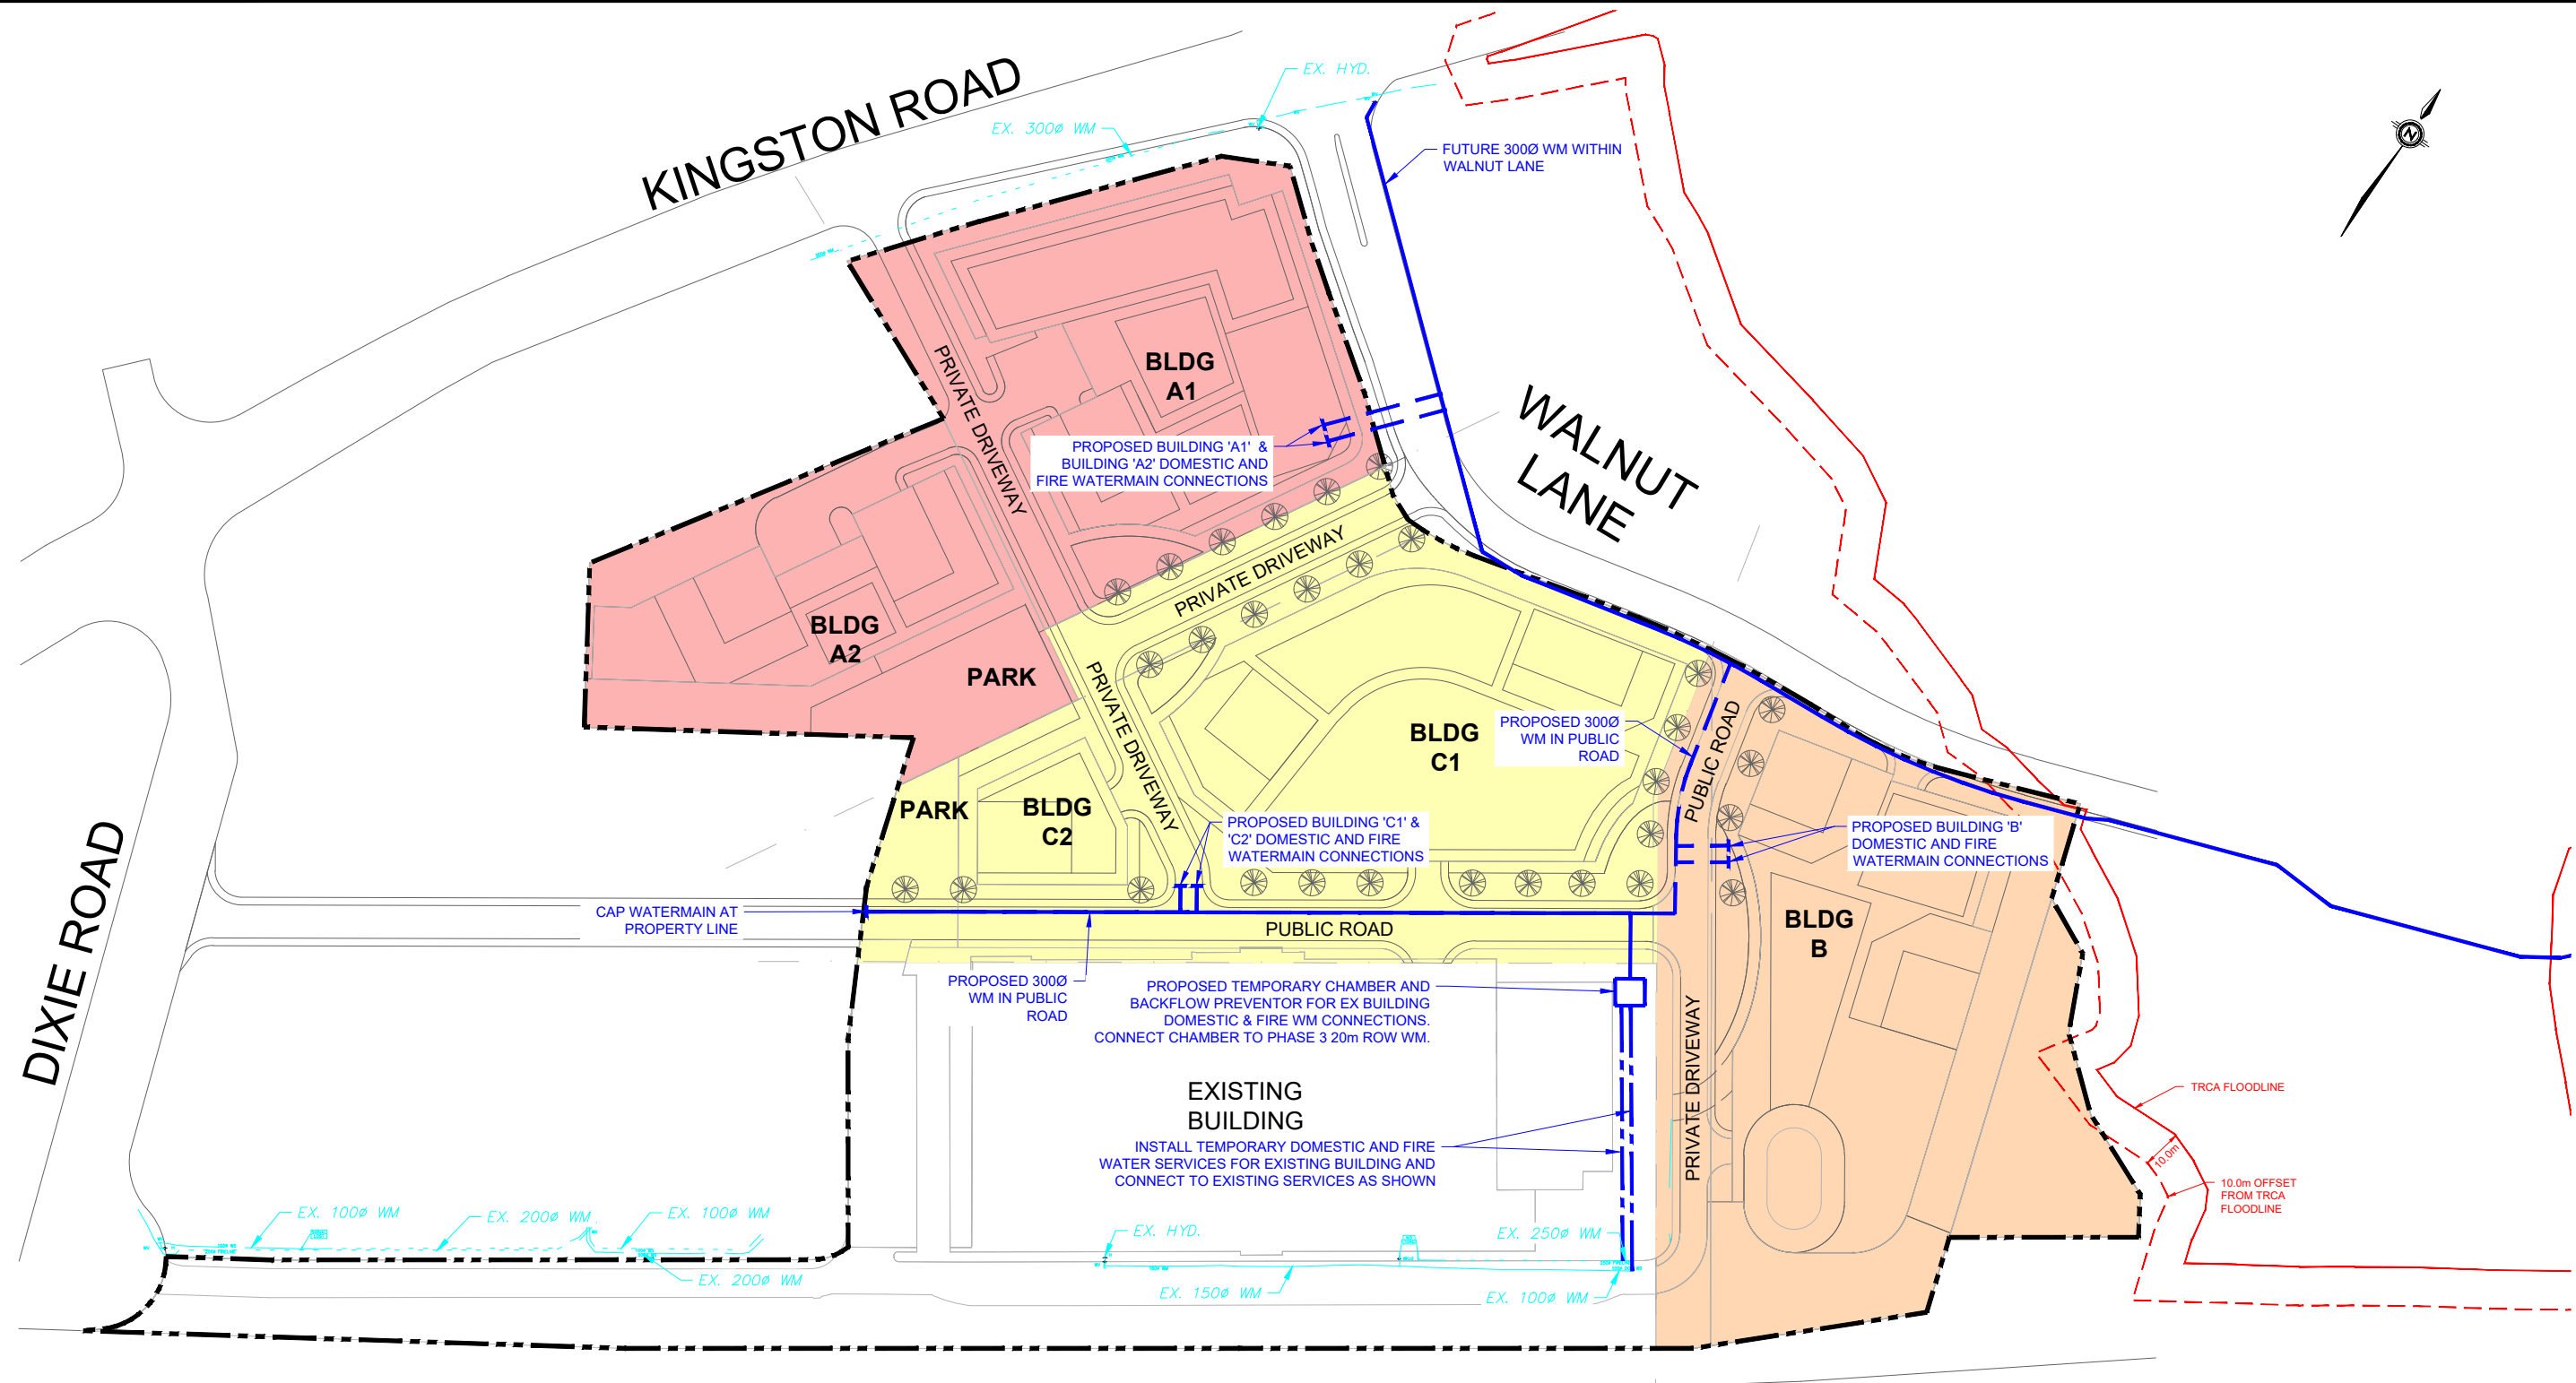 KINGSTON ROAD
EX. HYD.
EX. 300Ø WM
FUTURE 300Ø WM WITHIN
WALNUT LANE
N
BLDG
A1
PRIVATE DRIVEWAY
PROPOSED BUILDING 'A1' &
BUILDING 'A2' DOMESTIC AND
FIRE WATERMAIN CONNECTIONS
WALNUT
LANE
PRIVATE DRIVEWAY
BLDG
A2
PARK
PRIVATE DRIVEWAY
BLDG
C1
PROPOSED 300Ø
WM IN PUBLIC
ROAD
PUBLIC ROAD
PARK
BLDG
C2
PROPOSED BUILDING 'C1' &
'C2' DOMESTIC AND FIRE
WATERMAIN CONNECTIONS
PROPOSED BUILDING 'B'
DOMESTIC AND FIRE
WATERMAIN CONNECTIONS
DIXIE ROAD
CAP WATERMAIN AT
PROPERTY LINE
PUBLIC ROAD
BLDG
B
PROPOSED 300Ø
WM IN PUBLIC
ROAD
PROPOSED TEMPORARY CHAMBER AND
BACKFLOW PREVENTOR FOR EX BUILDING
DOMESTIC & FIRE WM CONNECTIONS.
CONNECT CHAMBER TO PHASE 3 20m ROW WM.
PRIVATE DRIVEWAY
EXISTING
BUILDING
TRCA FLOODLINE
INSTALL TEMPORARY DOMESTIC AND FIRE
WATER SERVICES FOR EXISTING BUILDING AND
CONNECT TO EXISTING SERVICES AS SHOWN
10.0m
10.0m OFFSET
FROM TRCA
FLOODLINE
EX. 100Ø WM
EX. 200Ø WM
EX. 100Ø WM
EX. 200Ø WM
EX. HYD.
EX. 250Ø WM
EX. 150Ø WM
EX. 100Ø WM